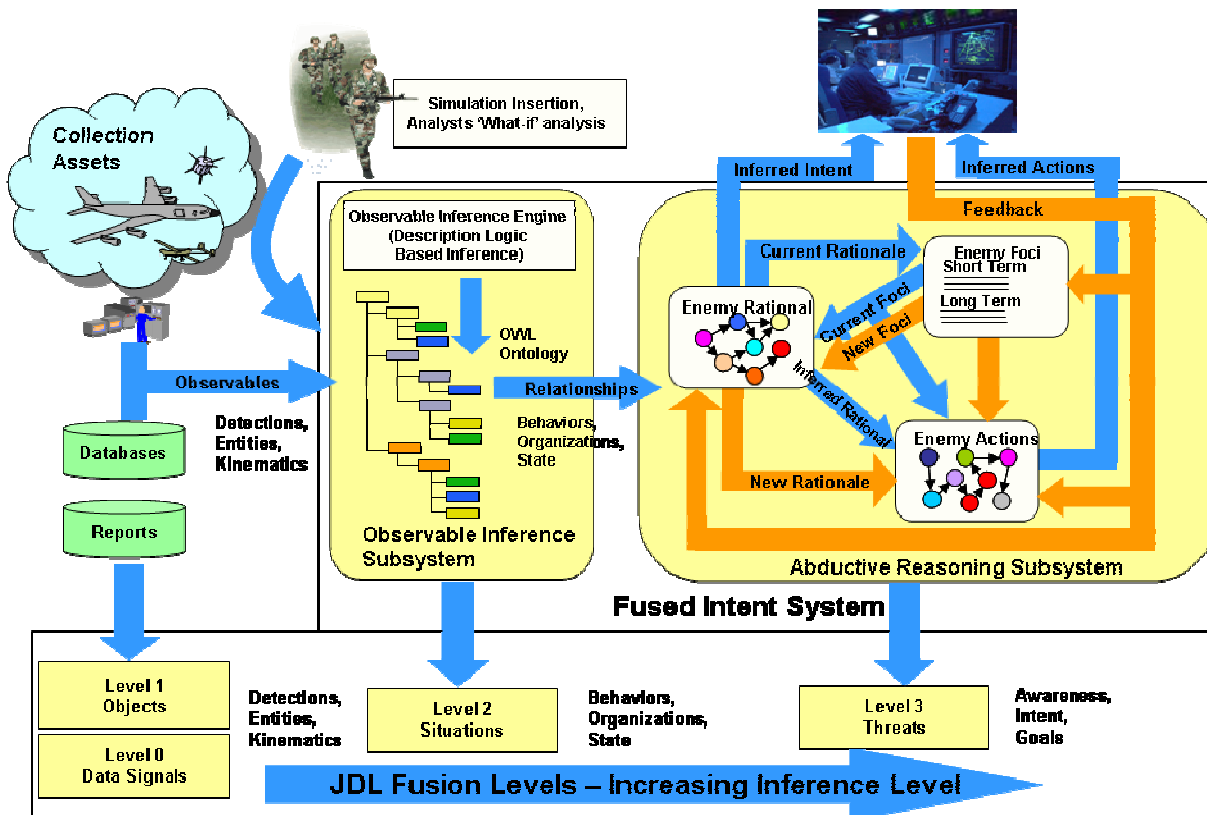 Simulation Insertion,
Analysts ‘What-if’ analysis
Collection
Assets
Inferred Intent
Inferred Actions
Feedback
Observable Inference Engine
(Description Logic
Based Inference)
Current Rationale
Enemy Foci
Short Term
Long Term
Current Foci
New Foci
Enemy Rational
OWL
Ontology
Observables
Relationships
Inferred Rational
Detections,
Entities,
Kinematics
Behaviors,
Organizations,
State
Enemy Actions
Databases
New Rationale
Reports
Observable Inference
Subsystem
Abductive Reasoning Subsystem
Fused Intent System
Level 1
Objects
Detections,
Entities,
Kinematics
Level 2
Situations
Behaviors,
Organizations,
State
Level 3
Threats
Awareness,
Intent,
Goals
Level 0
Data Signals
JDL Fusion Levels – Increasing Inference Level